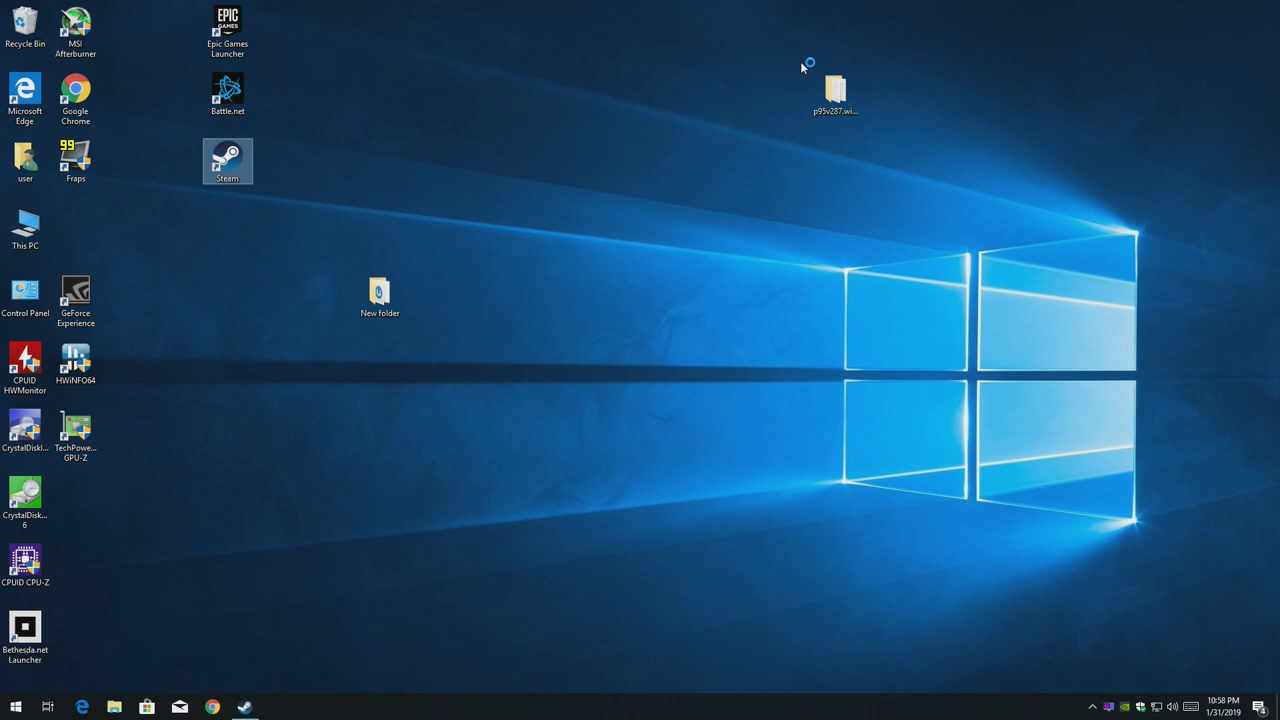 Recycle Bin
MSI
Afterburner
EPIC
GAMES
Epic Games
Launcher
Microsoft
Edge
Google
Chrome
Battle.net
p95v287.wi...
user
99
Fraps
Steam
This PC
Control Panel
GeForce
Experience
New folder
CPUID
HWMonitor
HWiNFO64
CrystalDiskI...
TechPowe...
GPU-Z
CrystalDisk...
6
CPUID CPU-Z
Bethesda.net
Launcher
10:58 PM
1/31/2019
4